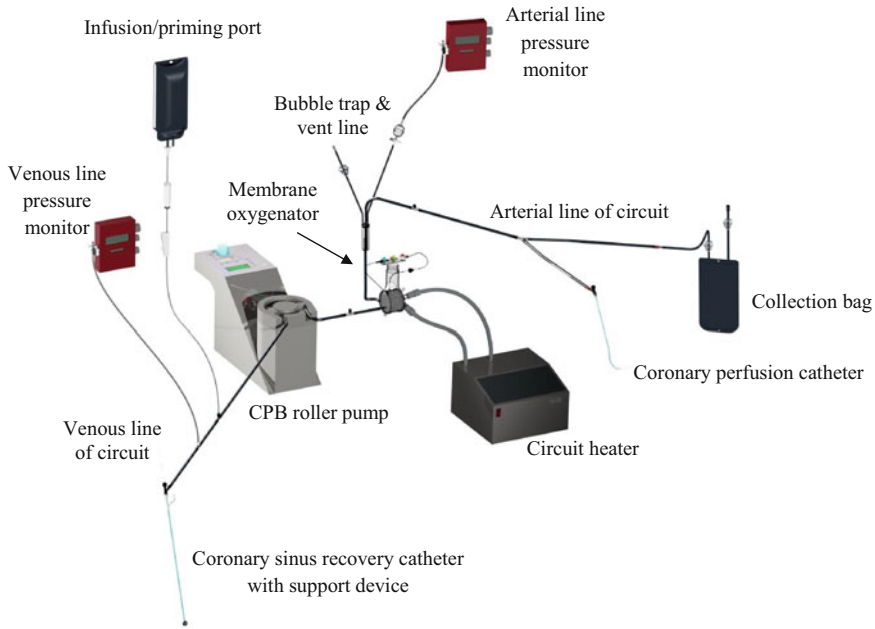 Infusion/priming port
Arterial line
pressure
monitor
Bubble trap &
vent line
Venous line
pressure
monitor
Membrane
oxygenator
Arterial line of circuit
Collection bag
Coronary perfusion catheter
CPB roller pump
Venous line
of circuit
Circuit heater
Coronary sinus recovery catheter
with support device